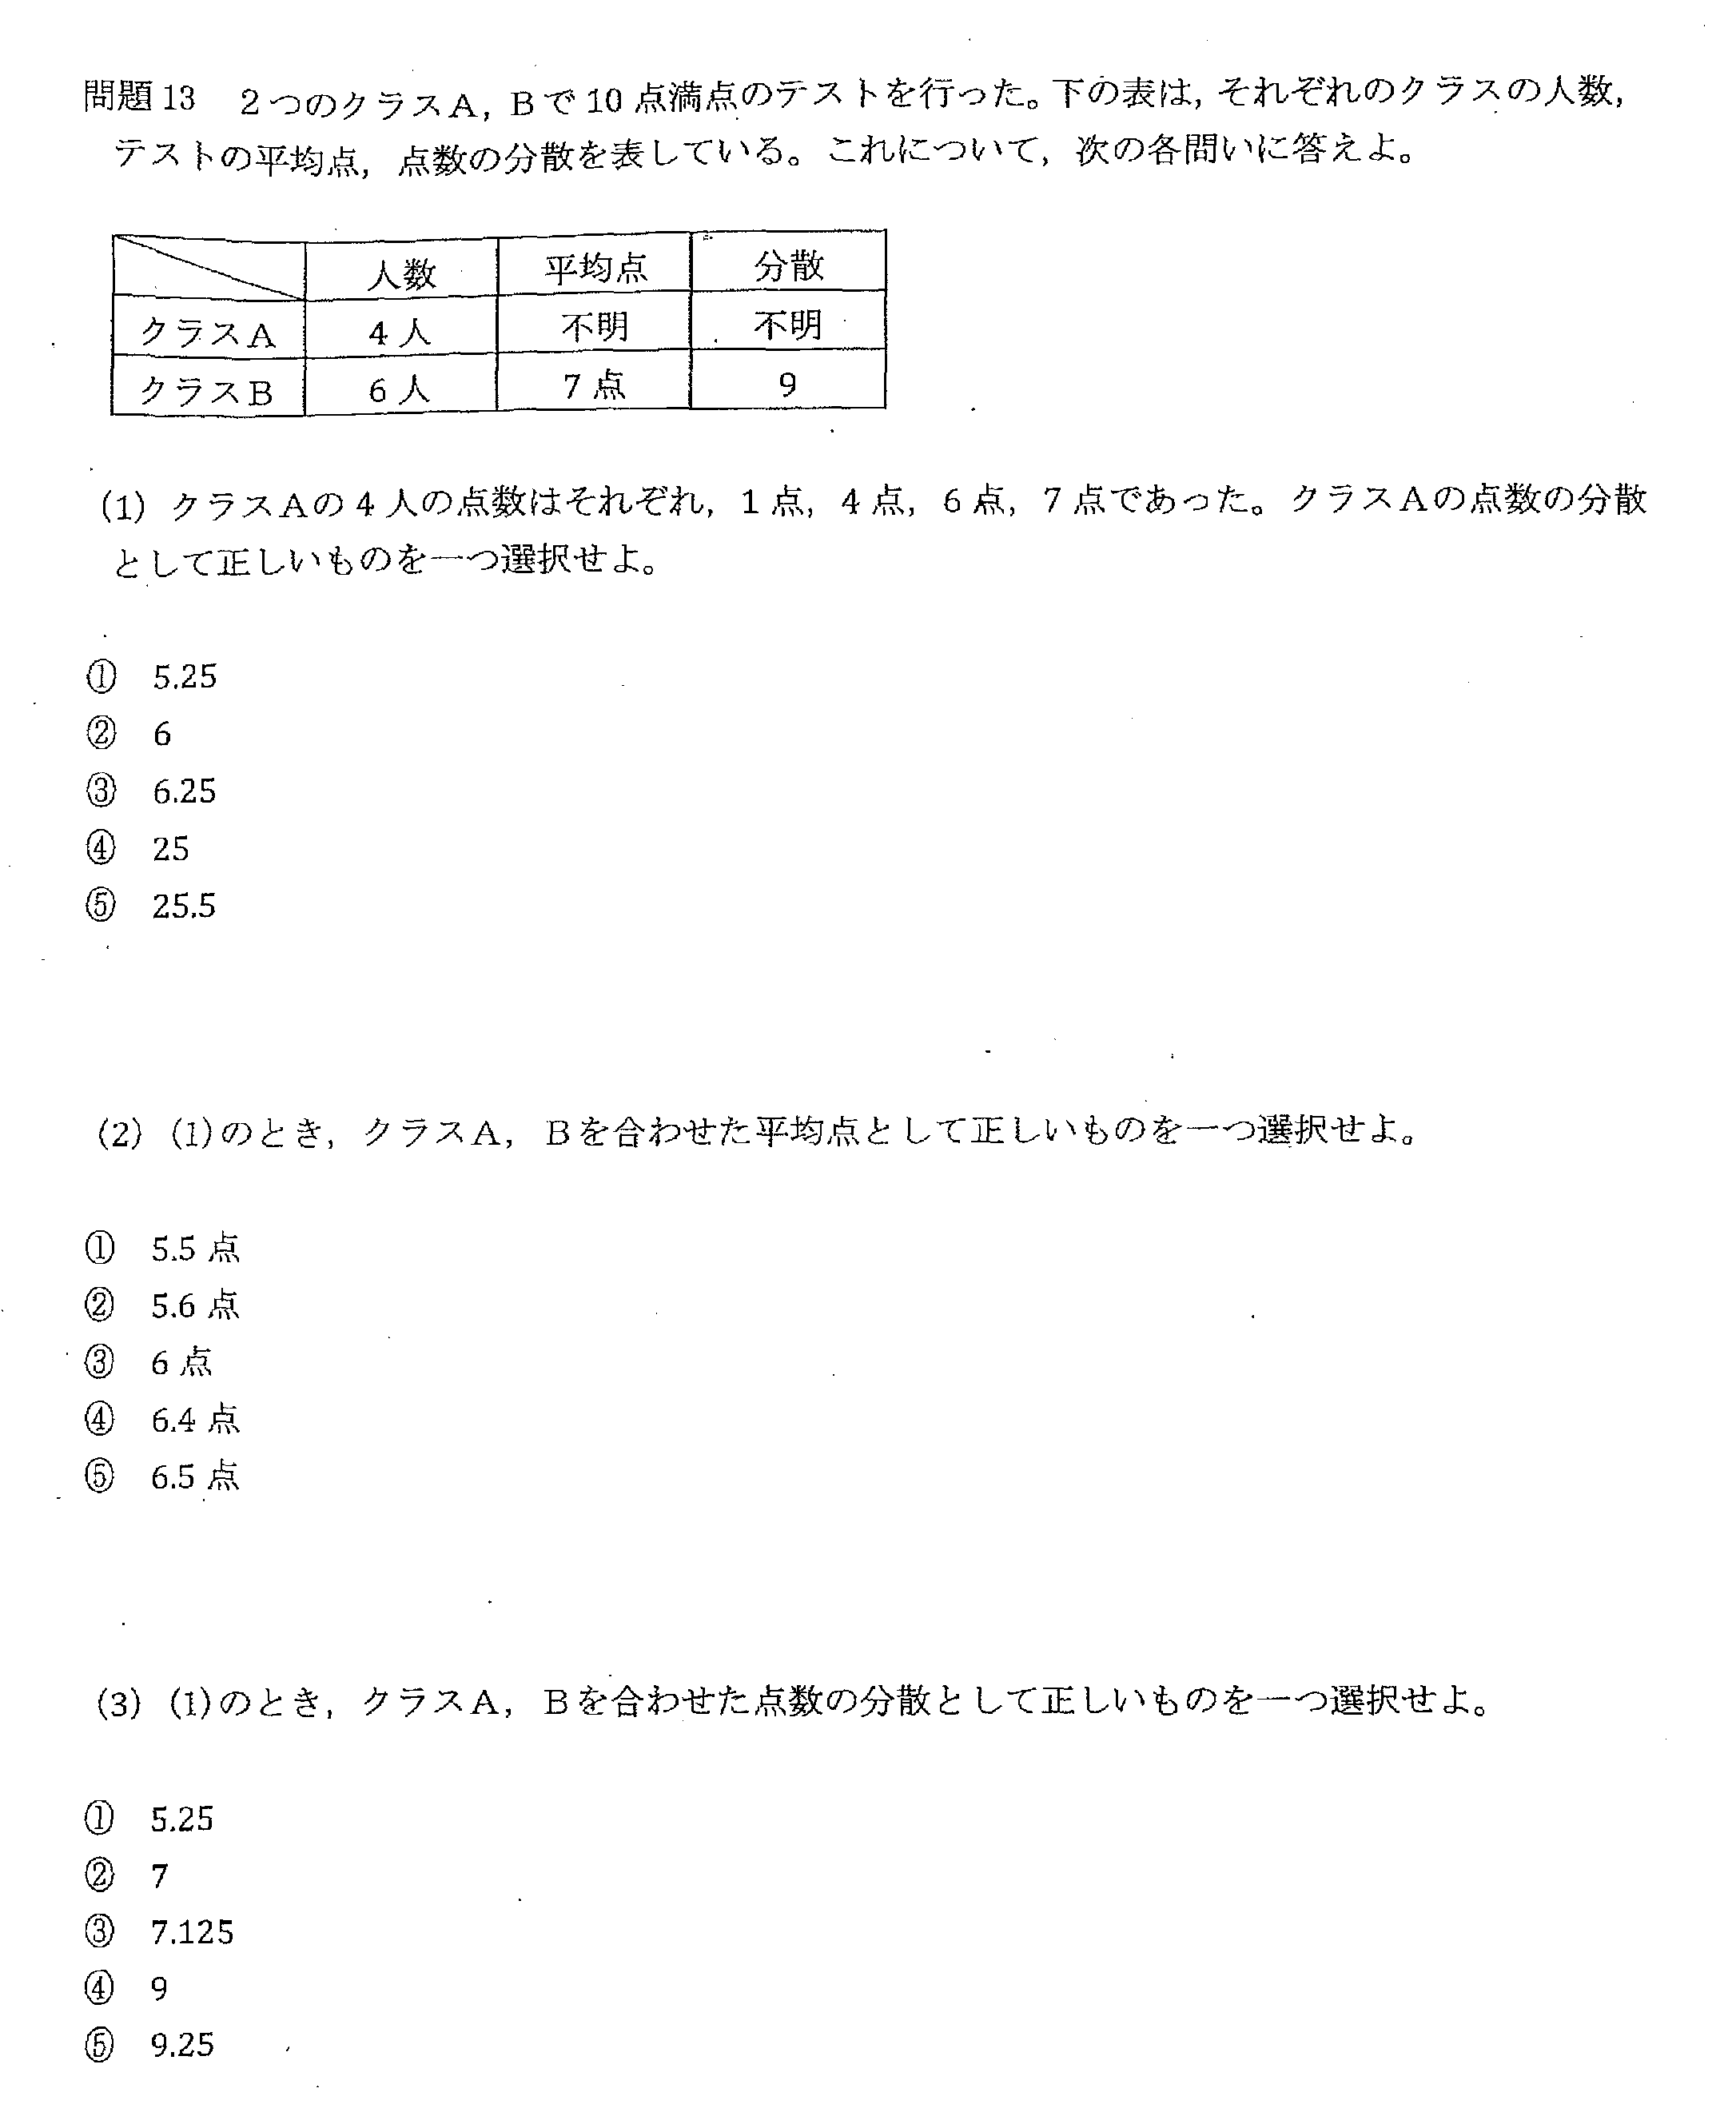 問題13　2つのクラスA，Bで10点満点のテストを行った。下の表は，それぞれのクラスの人数，
テストの平均点，点数の分散を表している。これについて，次の各問いに答えよ。
人数　平均点　分散
クラスA　4人　不明　不明
クラスB　6人　7点　9
(1) クラスAの4人の点数はそれぞれ，1点，4点，6点，7点であった。クラスAの点数の分散
として正しいものを一つ選択せよ。
① 5.25
② 6
③ 6.25
④ 25
⑤ 25.5
(2) (1)のとき，クラスA，Bを合わせた平均点として正しいものを一つ選択せよ。
① 5.5点
② 5.6点
③ 6点
④ 6.4点
⑤ 6.5点
(3) (1)のとき，クラスA，Bを合わせた点数の分散として正しいものを一つ選択せよ。
① 5.25
② 7
③ 7.125
④ 9
⑤ 9.25